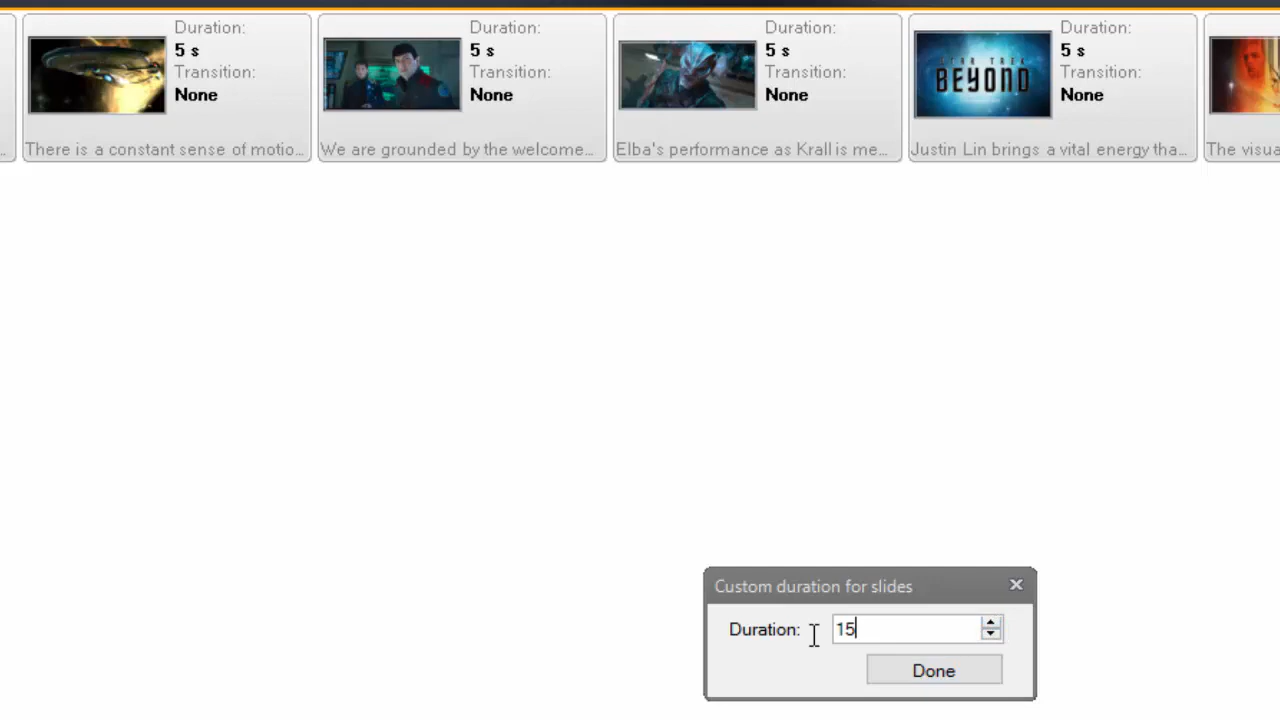 Duration:
5 s
Transition:
None
There is a constant sense of motio...
Duration:
5 s
Transition:
None
We are grounded by the welcome...
Duration:
5 s
Transition:
None
Elba's performance as Krall is me...
Duration:
5 s
Transition:
None
STAR TREK
BEYOND
Justin Lin brings a vital energy tha...
The visua
Custom duration for slides
Duration:
15
Done